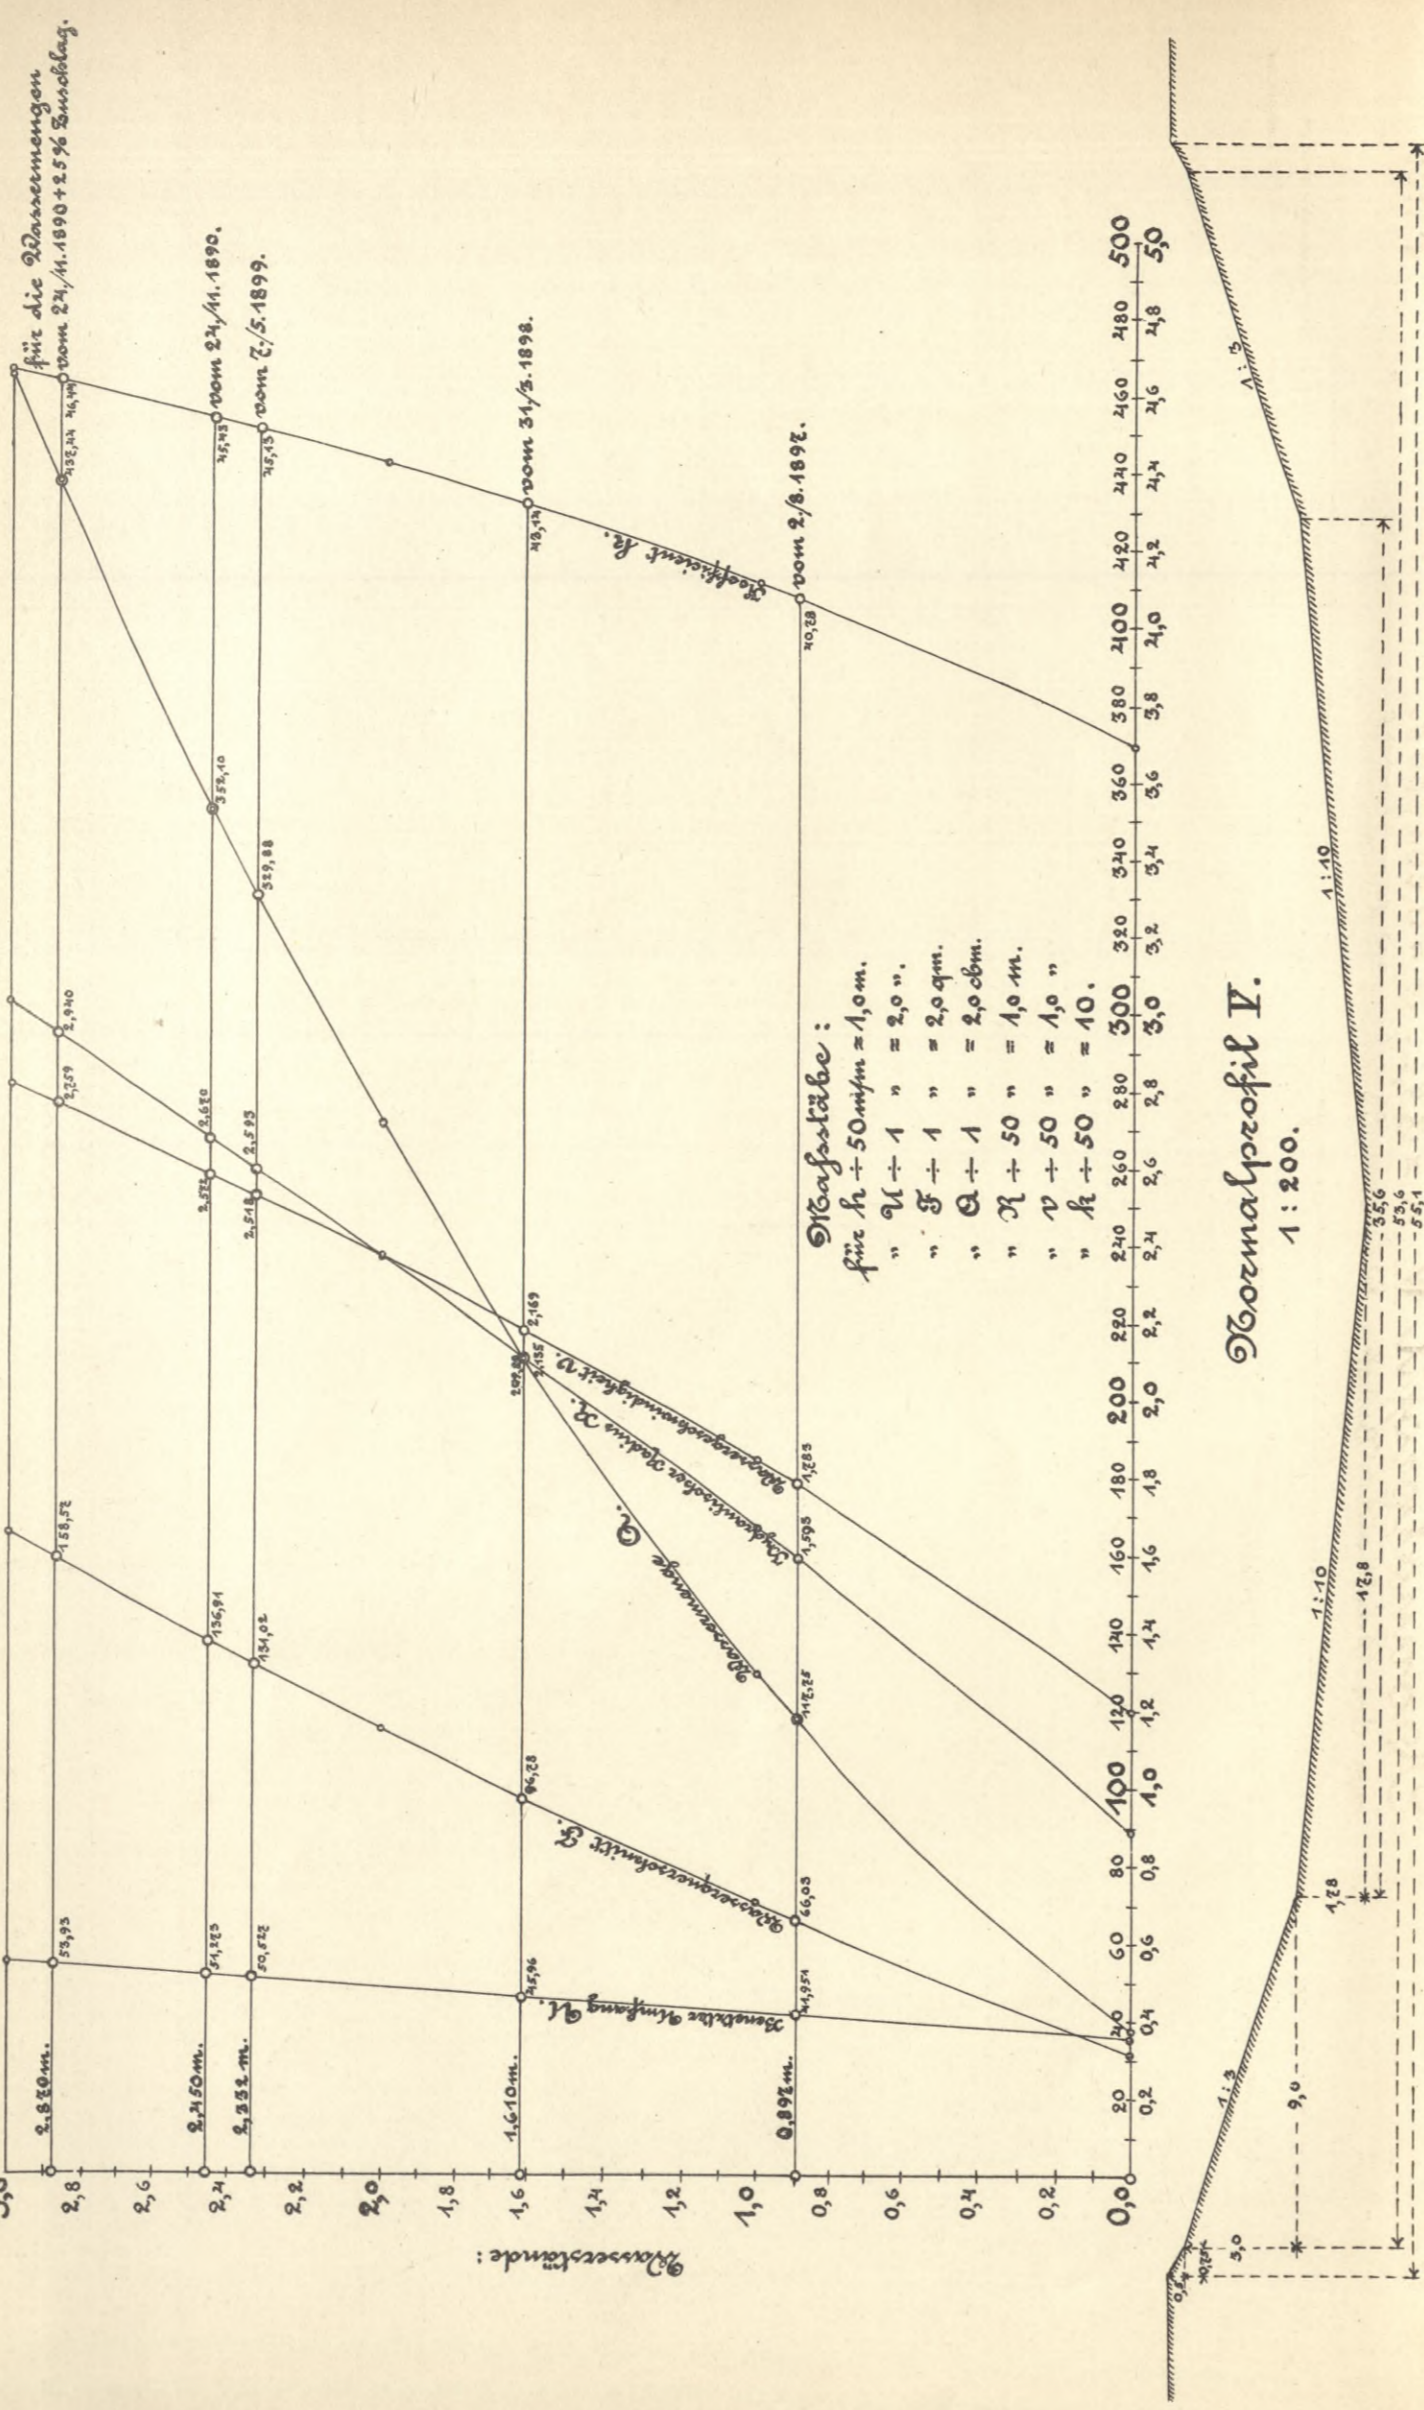 für die Wassermengen
vom 24./11.1890+25% Zuschlag.
vom 24./11.1890.
vom 7./5.1899.
vom 31/3.1898.
vom 2./8.1897.
46,44
45,43
45,13
43,14
40,78
Koefficient k.
437,44
352,10
329,88
209,88
117,75
Wassermenge Q.
2,940
2,670
2,593
2,135
1,595
Hydraulischer Radius R.
2,759
2,572
2,518
2,169
1,783
Wassergeschwindigkeit v.
158,57
136,91
131,02
96,78
66,03
Wasserquerschnitt F.
53,93
51,273
50,527
45,96
41,951
Benetzter Umfang U.
2,870 m.
2,450 m.
2,332 m.
1,610 m.
0,897 m.
Wasserstände:
3,0
2,8
2,6
2,4
2,2
2,0
1,8
1,6
1,4
1,2
1,0
0,8
0,6
0,4
0,2
0,0
20 40 60 80 100 120 140 160 180 200 220 240 260 280 300 320 340 360 380 400 420 440 460 480 500
0,2 0,4 0,6 0,8 1,0 1,2 1,4 1,6 1,8 2,0 2,2 2,4 2,6 2,8 3,0 3,2 3,4 3,6 3,8 4,0 4,2 4,4 4,6 4,8 5,0
Mafsstäbe:
für h ÷ 50 m/m = 1,0 m.
„ U ÷ 1 „ = 2,0 „.
„ F ÷ 1 „ = 2,0 qm.
„ Q ÷ 1 „ = 2,0 cbm.
„ R ÷ 50 „ = 1,0 m.
„ v ÷ 50 „ = 1,0 „
„ k ÷ 50 „ = 10.
Normalprofil V.
1:200.
1:3
1:10
1:10
1:3
3,0
9,0
1,78
17,8
35,6
53,6
55,1